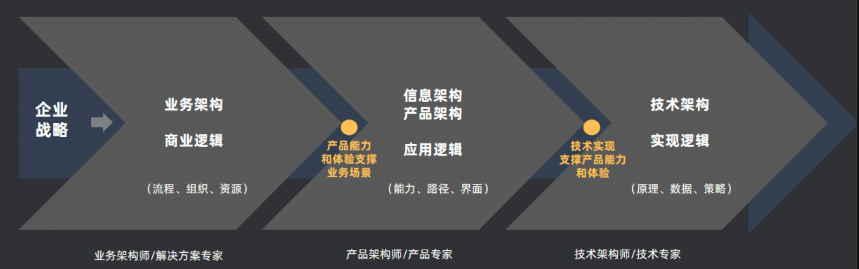 企业
战略
业务架构
商业逻辑
(流程、组织、资源)
产品能力
和体验支撑
业务场景
信息架构
产品架构
应用逻辑
(能力、路径、界面)
技术实现
支撑产品能力
和体验
技术架构
实现逻辑
(原理、数据、策略)
业务架构师/解决方案专家
产品架构师/产品专家
技术架构师/技术专家